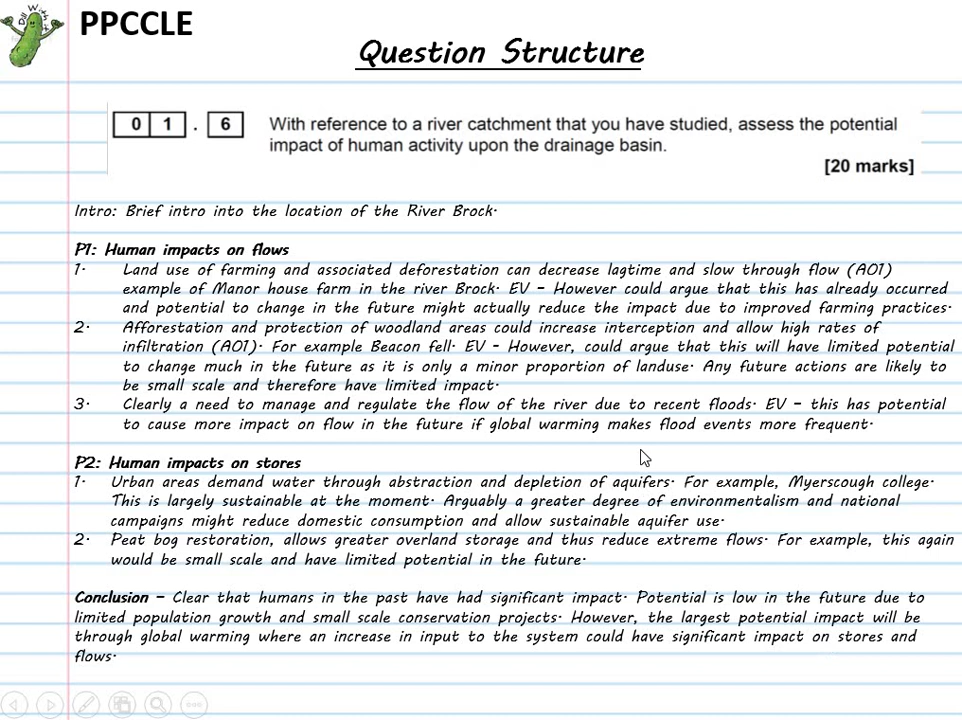 Dill With it
PPCCLE
Question Structure
0 1 . 6 With reference to a river catchment that you have studied, assess the potential
impact of human activity upon the drainage basin.
[20 marks]
Intro: Brief intro into the location of the River Brock.
P1: Human impacts on flows
1. Land use of farming and associated deforestation can decrease lagtime and slow through flow (AO1)
example of Manor house farm in the river Brock. EV – However could argue that this has already occurred
and potential to change in the future might actually reduce the impact due to improved farming practices.
2. Afforestation and protection of woodland areas could increase interception and allow high rates of
infiltration (AO1). For example Beacon fell. EV - However, could argue that this will have limited potential
to change much in the future as it is only a minor proportion of landuse. Any future actions are likely to
be small scale and therefore have limited impact.
3. Clearly a need to manage and regulate the flow of the river due to recent floods. EV – this has potential
to cause more impact on flow in the future if global warming makes flood events more frequent.
P2: Human impacts on stores
1. Urban areas demand water through abstraction and depletion of aquifers. For example, Myerscough college.
This is largely sustainable at the moment. Arguably a greater degree of environmentalism and national
campaigns might reduce domestic consumption and allow sustainable aquifer use.
2. Peat bog restoration, allows greater overland storage and thus reduce extreme flows. For example, this again
would be small scale and have limited potential in the future.
Conclusion – Clear that humans in the past have had significant impact. Potential is low in the future due to
limited population growth and small scale conservation projects. However, the largest potential impact will be
through global warming where an increase in input to the system could have significant impact on stores and
flows.